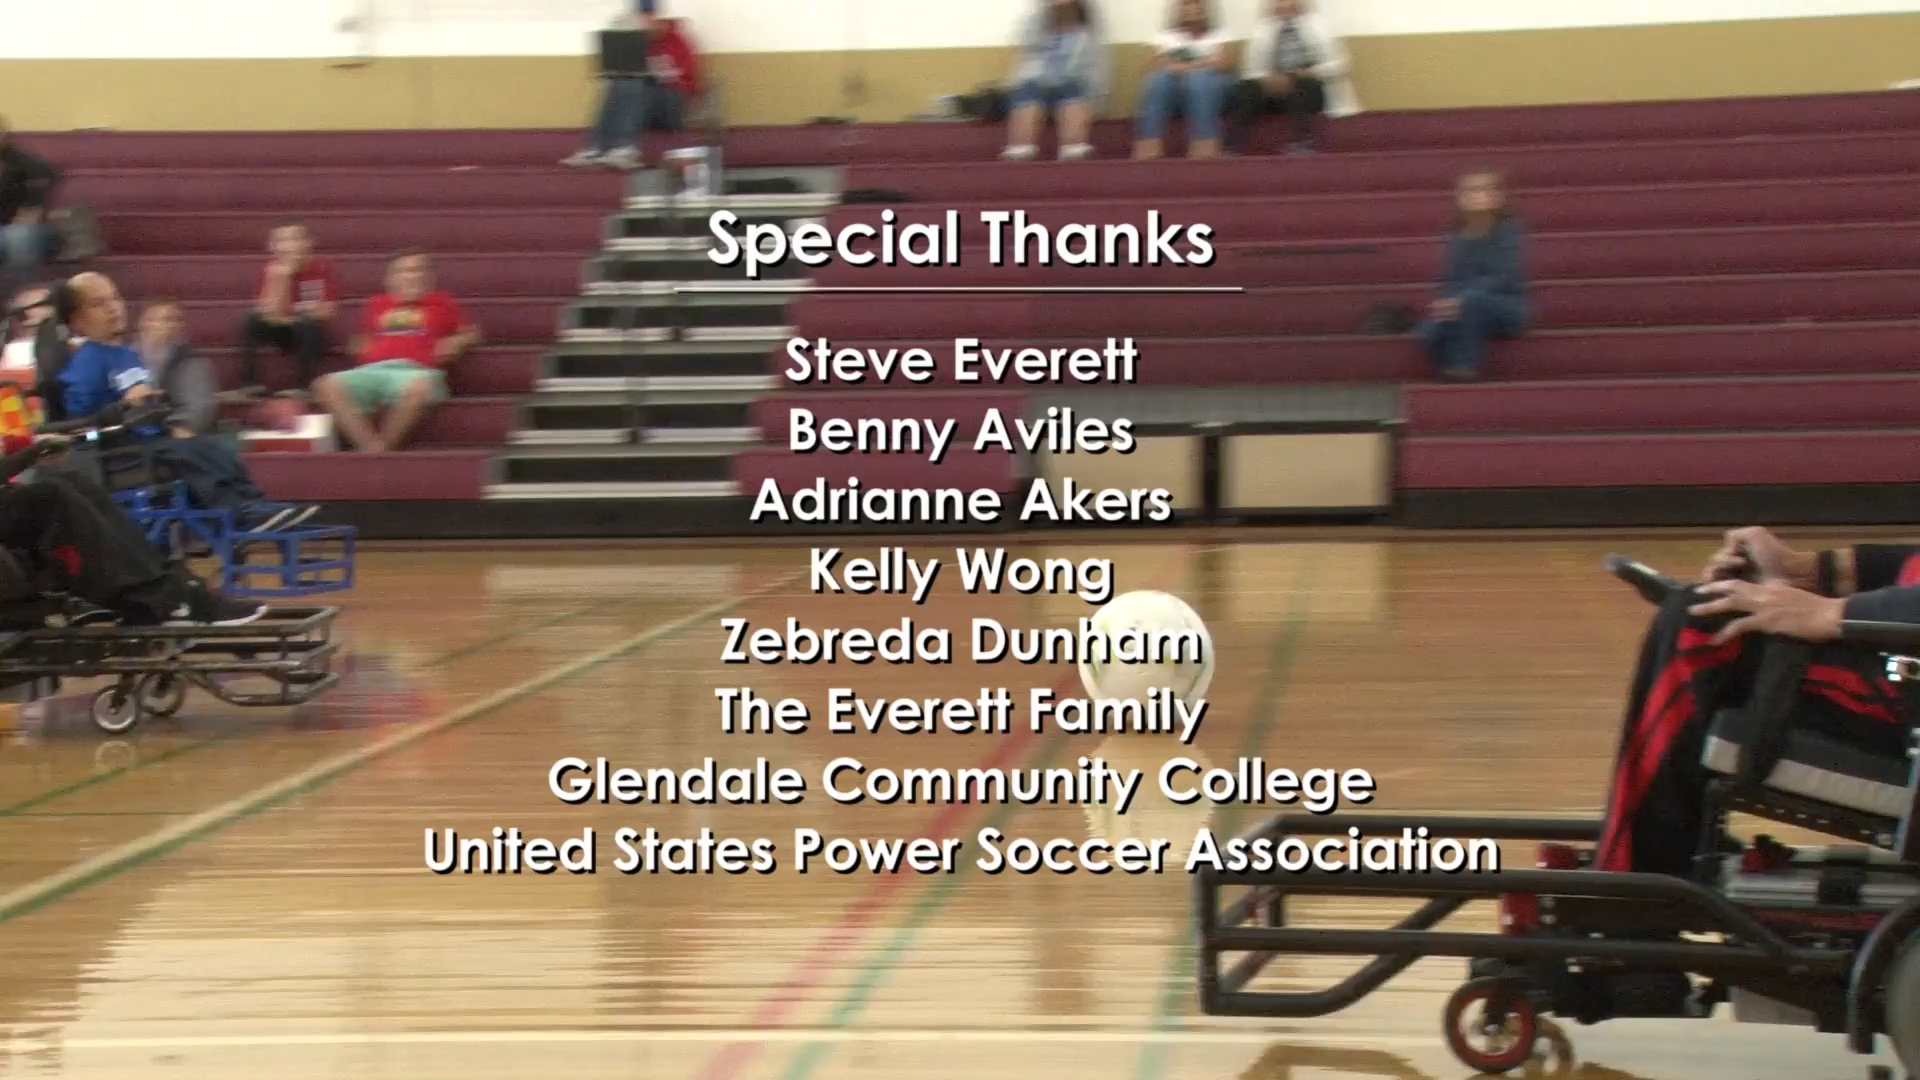 Special Thanks
Steve Everett
Benny Aviles
Adrianne Akers
Kelly Wong
Zebreda Dunham
The Everett Family
Glendale Community College
United States Power Soccer Association